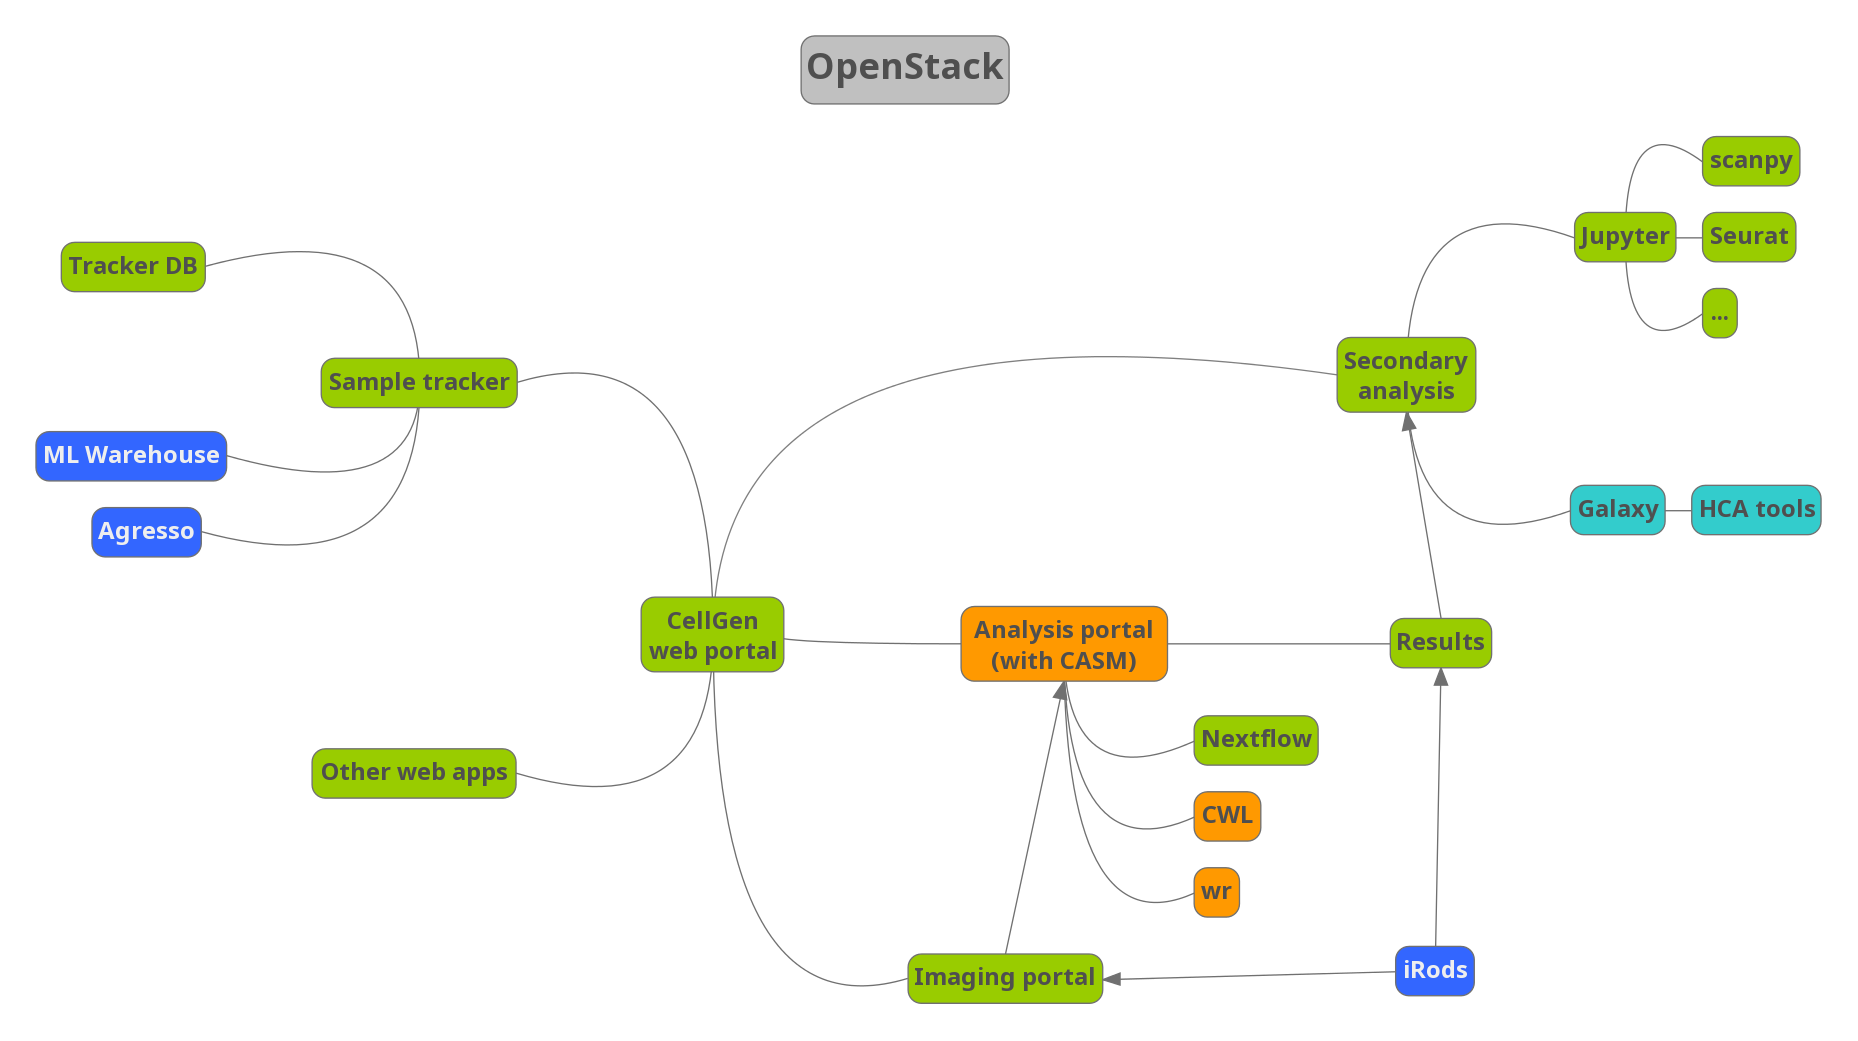 OpenStack
scanpy
Jupyter
Seurat
...
Tracker DB
Sample tracker
ML Warehouse
Agresso
Secondary
analysis
Galaxy
HCA tools
CellGen
web portal
Analysis portal
(with CASM)
Results
Nextflow
Other web apps
CWL
wr
Imaging portal
iRods